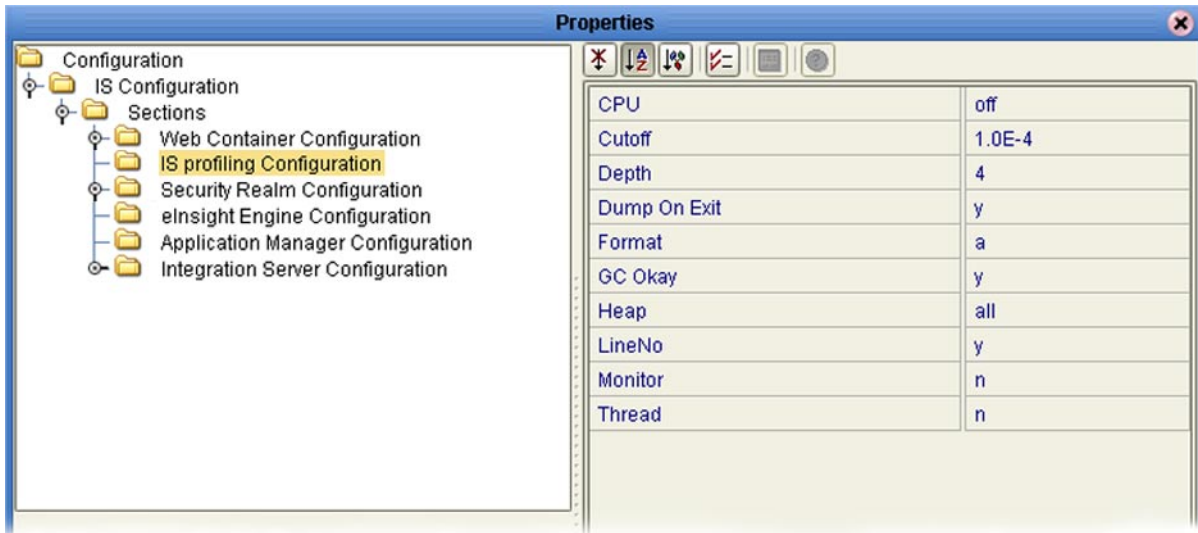 Properties
Configuration
IS Configuration
Sections
Web Container Configuration
IS profiling Configuration
Security Realm Configuration
eInsight Engine Configuration
Application Manager Configuration
Integration Server Configuration
CPU off
Cutoff 1.0E-4
Depth 4
Dump On Exit y
Format a
GC Okay y
Heap all
LineNo y
Monitor n
Thread n